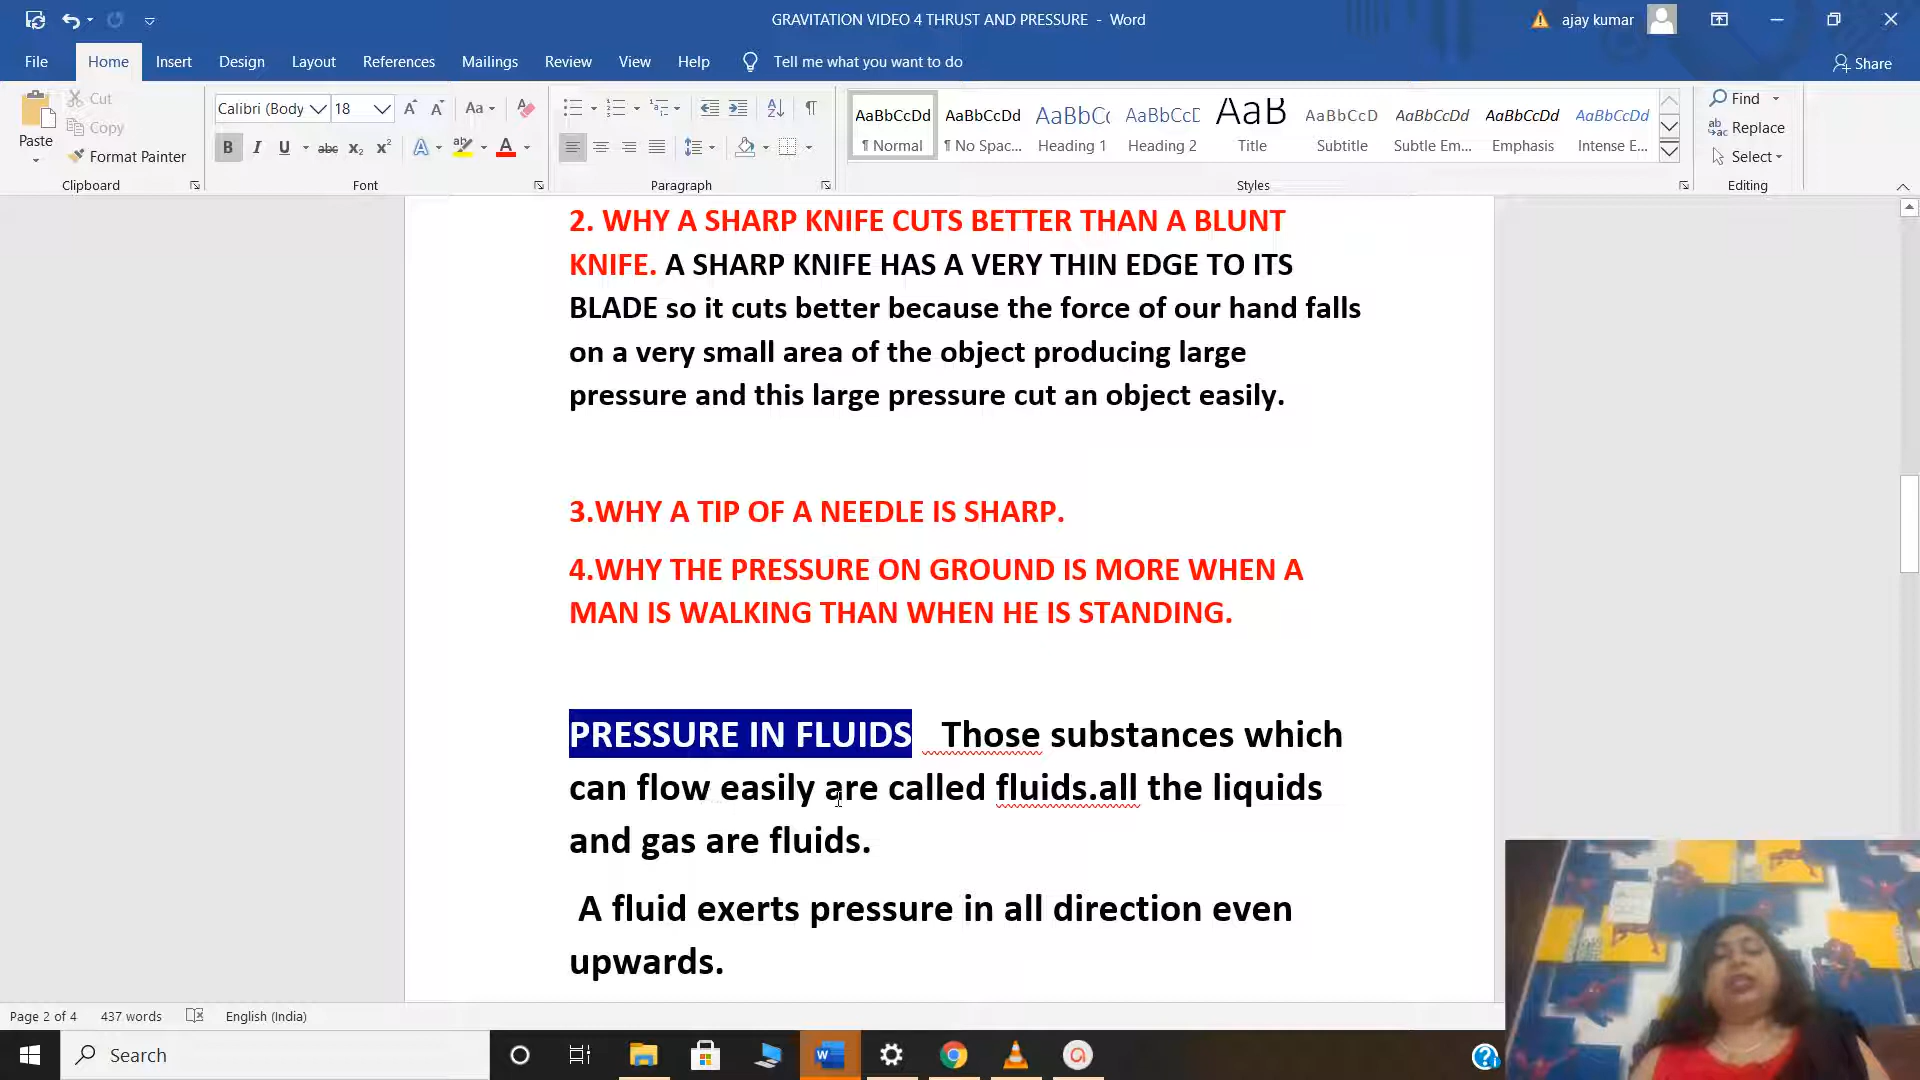 GRAVITATION VIDEO 4 THRUST AND PRESSURE - Word
ajay kumar
File Home Insert Design Layout References Mailings Review View Help Tell me what you want to do
Share
Paste
Cut
Copy
Format Painter
Clipboard
Calibri (Body 18
Font
Paragraph
AaBbCcDd AaBbCcDd AaBbCc AaBbCcD AaB AaBbCcD AaBbCcDd AaBbCcDd AaBbCcDd
¶ Normal ¶ No Spac... Heading 1 Heading 2 Title Subtitle Subtle Em... Emphasis Intense E...
Styles
Find
Replace
Select
Editing
2. WHY A SHARP KNIFE CUTS BETTER THAN A BLUNT
KNIFE. A SHARP KNIFE HAS A VERY THIN EDGE TO ITS
BLADE so it cuts better because the force of our hand falls
on a very small area of the object producing large
pressure and this large pressure cut an object easily.
3.WHY A TIP OF A NEEDLE IS SHARP.
4.WHY THE PRESSURE ON GROUND IS MORE WHEN A
MAN IS WALKING THAN WHEN HE IS STANDING.
PRESSURE IN FLUIDS Those substances which
can flow easily are called fluids.all the liquids
and gas are fluids.
A fluid exerts pressure in all direction even
upwards.
Page 2 of 4 437 words English (India)
Search